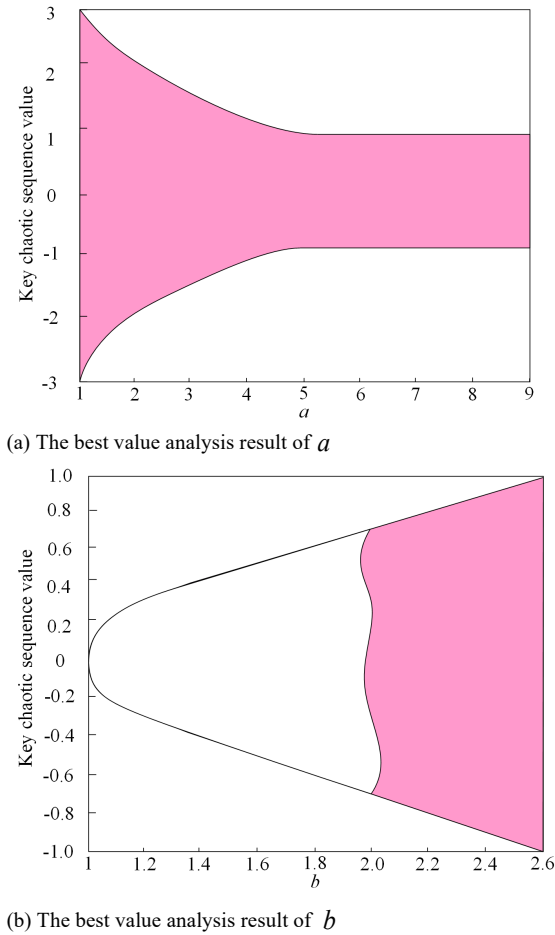 3
2
1
0
-1
-2
-3
Key chaotic sequence value
1 2 3 4 5 6 7 8 9
a
(a) The best value analysis result of a
1.0
0.8
0.6
0.4
0.2
0
-0.2
-0.4
-0.6
-0.8
-1.0
Key chaotic sequence value
1 1.2 1.4 1.6 1.8 2.0 2.2 2.4 2.6
b
(b) The best value analysis result of b